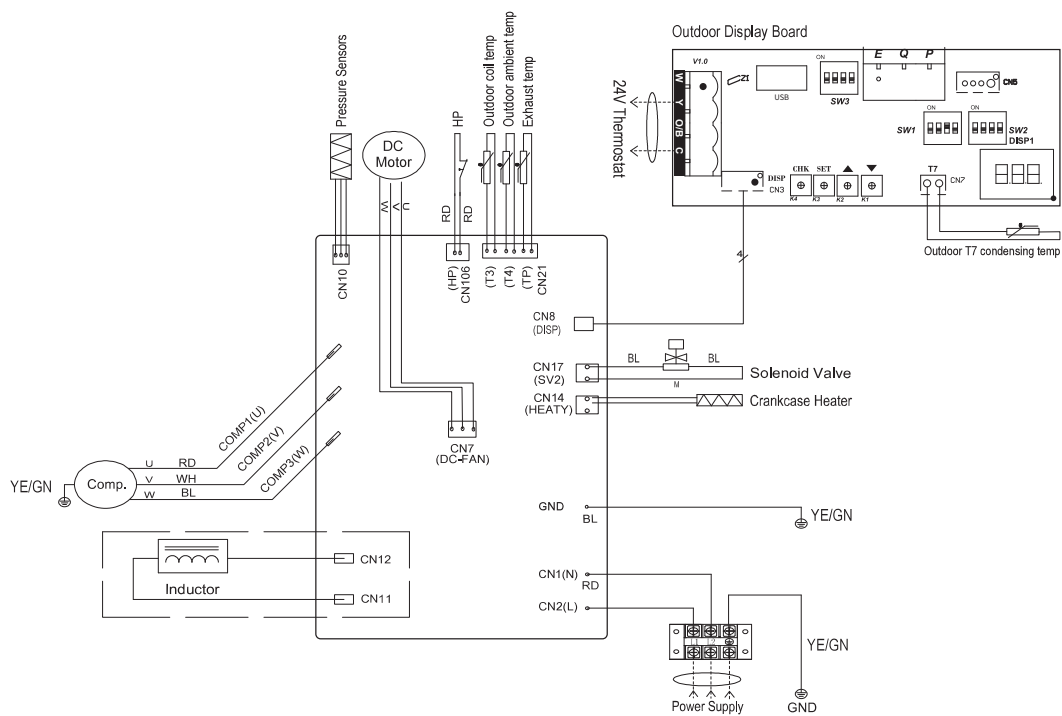 Outdoor Display Board
Pressure Sensors
DC
Motor
HP
Outdoor coil temp
Outdoor ambient temp
Exhaust temp
24V Thermostat
W
Y
O/B
C
V1.0
USB
ON
SW3
E Q P
CN5
ON
SW1
ON
SW2
DISP1
DISP
CN3
CHK
SET
K4
K3
K2
K1
T7
CN7
Outdoor T7 condensing temp
W
V
U
RD
RD
CN10
(HP)
CN106
(T3)
(T4)
(TP)
CN21
4
CN8
(DISP)
CN17
(SV2)
BL
BL
M
Solenoid Valve
CN14
(HEATY)
Crankcase Heater
CN7
(DC-FAN)
COMP1(U)
COMP2(V)
COMP3(W)
Comp.
U RD
V WH
W BL
YE/GN
GND
BL
YE/GN
Inductor
CN12
CN11
CN1(N)
RD
CN2(L)
L1 L2
YE/GN
Power Supply
GND